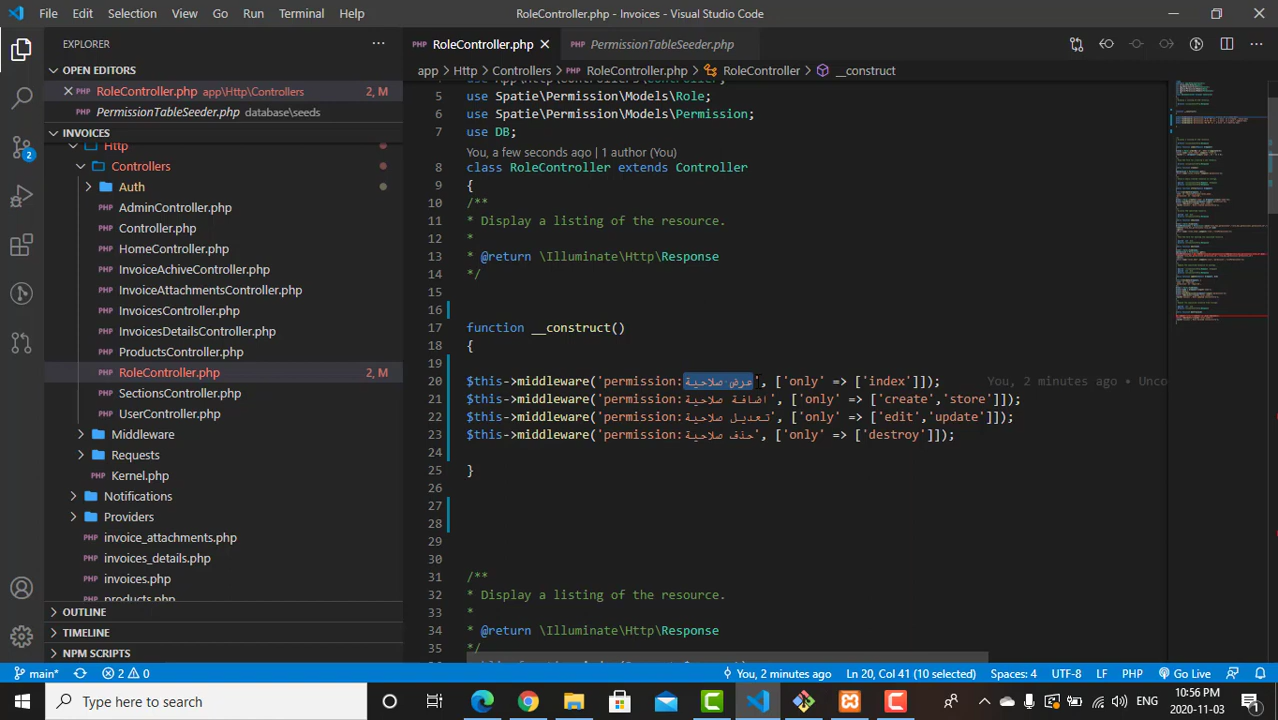 File Edit Selection View Go Run Terminal Help
RoleController.php - Invoices - Visual Studio Code
EXPLORER
OPEN EDITORS
RoleController.php app\Http\Controllers 2, M
PermissionTableSeeder.php database\seeds
INVOICES
Http
Controllers
Auth
AdminController.php
Controller.php
HomeController.php
InvoiceAchiveController.php
InvoiceAttachmentsController.php
InvoicesController.php
InvoicesDetailsController.php
ProductsController.php
RoleController.php 2, M
SectionsController.php
UserController.php
Middleware
Requests
Kernel.php
Notifications
Providers
invoice_attachments.php
invoices_details.php
invoices.php
products.php
OUTLINE
TIMELINE
NPM SCRIPTS
RoleController.php
PermissionTableSeeder.php
app > Http > Controllers > RoleController.php > RoleController > __construct
5 use Spatie\Permission\Models\Role;
6 use Spatie\Permission\Models\Permission;
7 use DB;
You, a few seconds ago | 1 author (You)
8 class RoleController extends Controller
9 {
10 /**
11 * Display a listing of the resource.
12 *
13 * @return \Illuminate\Http\Response
14 */
15
16
17 function __construct()
18 {
19
20 $this->middleware('permission:عرض صلاحية', ['only' => ['index']]); You, 2 minutes ago • Unco
21 $this->middleware('permission:اضافة صلاحية', ['only' => ['create','store']]);
22 $this->middleware('permission:تعديل صلاحية', ['only' => ['edit','update']]);
23 $this->middleware('permission:حذف صلاحية', ['only' => ['destroy']]);
24
25 }
26
27
28
29
30
31 /**
32 * Display a listing of the resource.
33 *
34 * @return \Illuminate\Http\Response
35 */
main* 2 0
You, 2 minutes ago Ln 20, Col 41 (10 selected) Spaces: 4 UTF-8 LF PHP Go Live
Type here to search
ENG
10:56 PM
2020-11-03